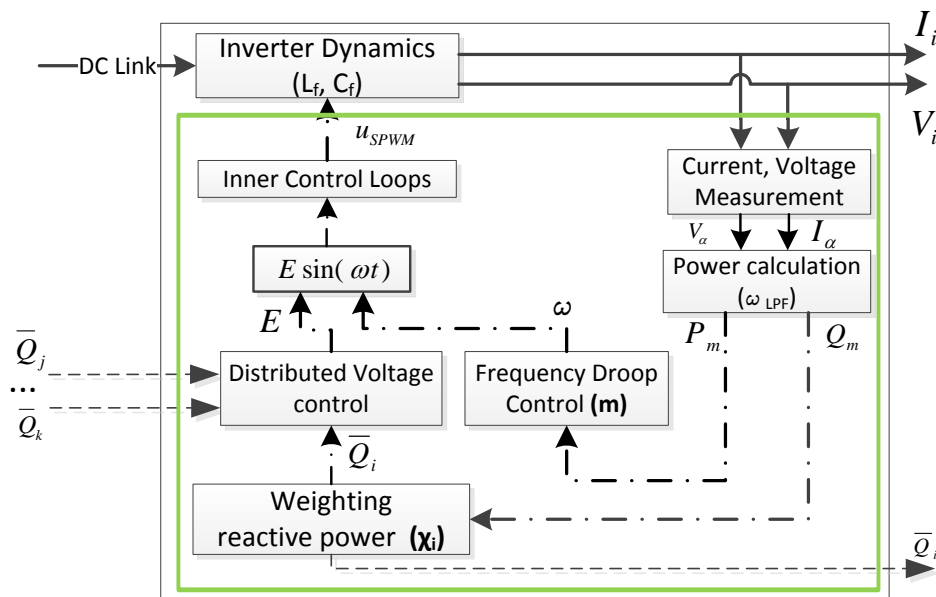 DC Link
Inverter Dynamics
(L_f, C_f)
I_i
V_i
u_SPWM
Inner Control Loops
Current, Voltage
Measurement
V_α
I_α
E sin( ωt)
Power calculation
(ω LPF)
E
ω
P_m
Q_m
Q̅_j
...
Q̅_k
Distributed Voltage
control
Frequency Droop
Control (m)
Q̅_i
Weighting
reactive power (χ_i)
Q̅_i